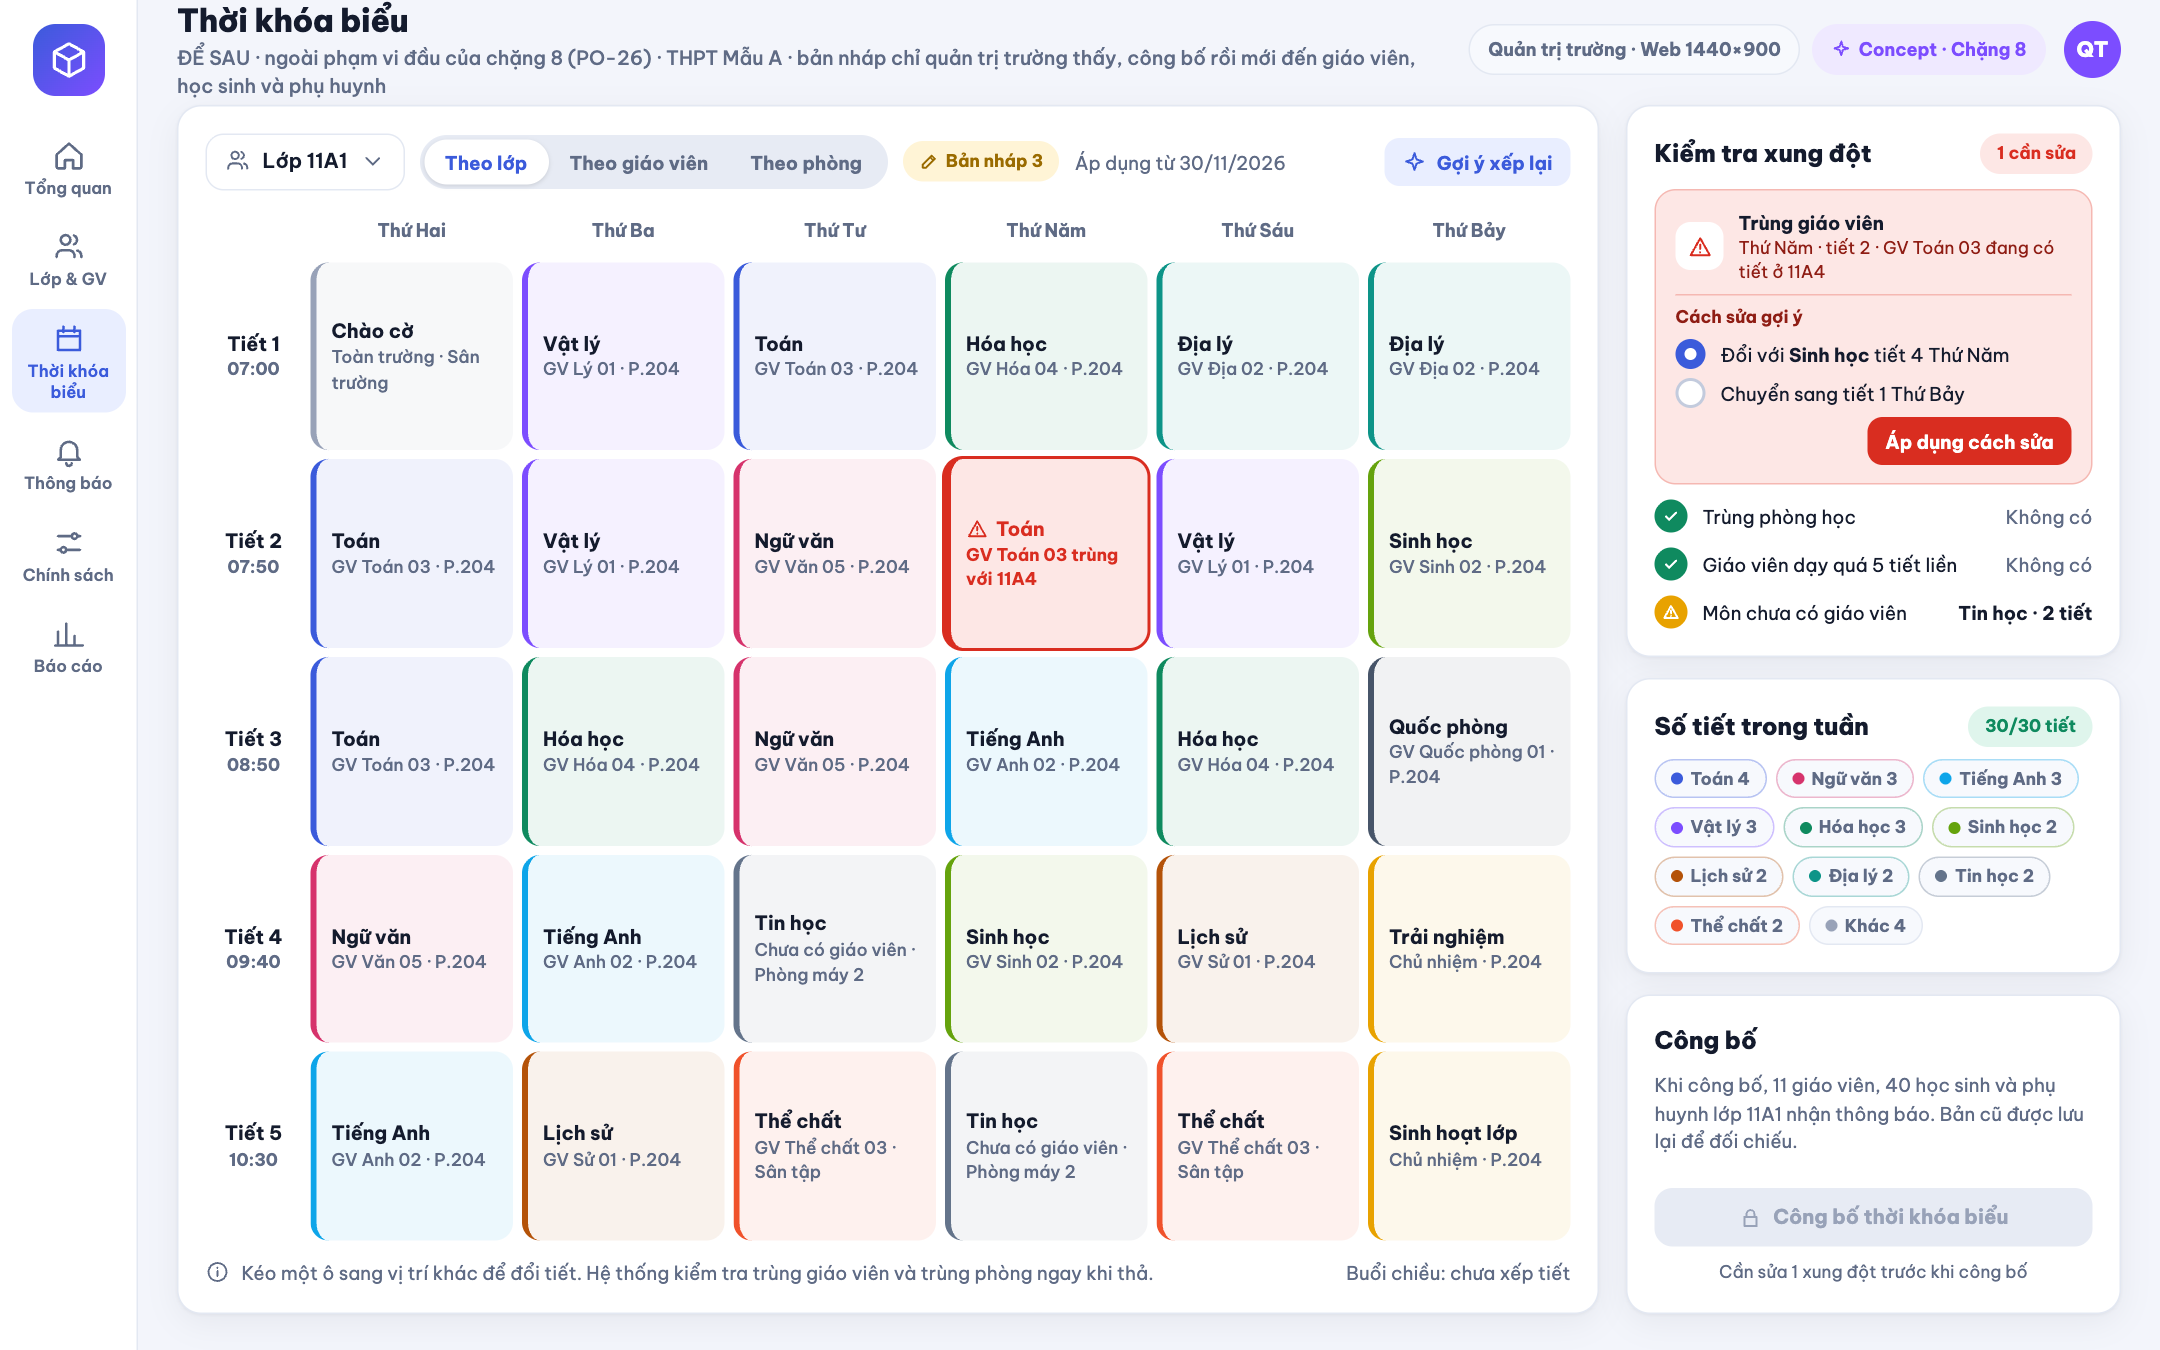 Thời khóa biểu
ĐỂ SAU · ngoài phạm vi đầu của chặng 8 (PO-26) · THPT Mẫu A · bản nháp chỉ quản trị trường thấy, công bố rồi mới đến giáo viên,
học sinh và phụ huynh
Quản trị trường · Web 1440×900
Concept · Chặng 8
QT
Tổng quan
Lớp & GV
Thời khóa
biểu
Thông báo
Chính sách
Báo cáo
Lớp 11A1
Theo lớp
Theo giáo viên
Theo phòng
Bản nháp 3
Áp dụng từ 30/11/2026
Gợi ý xếp lại
Thứ Hai
Thứ Ba
Thứ Tư
Thứ Năm
Thứ Sáu
Thứ Bảy
Tiết 1
07:00
Chào cờ
Toàn trường · Sân
trường
Vật lý
GV Lý 01 · P.204
Toán
GV Toán 03 · P.204
Hóa học
GV Hóa 04 · P.204
Địa lý
GV Địa 02 · P.204
Địa lý
GV Địa 02 · P.204
Tiết 2
07:50
Toán
GV Toán 03 · P.204
Vật lý
GV Lý 01 · P.204
Ngữ văn
GV Văn 05 · P.204
Toán
GV Toán 03 trùng
với 11A4
Vật lý
GV Lý 01 · P.204
Sinh học
GV Sinh 02 · P.204
Tiết 3
08:50
Toán
GV Toán 03 · P.204
Hóa học
GV Hóa 04 · P.204
Ngữ văn
GV Văn 05 · P.204
Tiếng Anh
GV Anh 02 · P.204
Hóa học
GV Hóa 04 · P.204
Quốc phòng
GV Quốc phòng 01 ·
P.204
Tiết 4
09:40
Ngữ văn
GV Văn 05 · P.204
Tiếng Anh
GV Anh 02 · P.204
Tin học
Chưa có giáo viên ·
Phòng máy 2
Sinh học
GV Sinh 02 · P.204
Lịch sử
GV Sử 01 · P.204
Trải nghiệm
Chủ nhiệm · P.204
Tiết 5
10:30
Tiếng Anh
GV Anh 02 · P.204
Lịch sử
GV Sử 01 · P.204
Thể chất
GV Thể chất 03 ·
Sân tập
Tin học
Chưa có giáo viên ·
Phòng máy 2
Thể chất
GV Thể chất 03 ·
Sân tập
Sinh hoạt lớp
Chủ nhiệm · P.204
Kéo một ô sang vị trí khác để đổi tiết. Hệ thống kiểm tra trùng giáo viên và trùng phòng ngay khi thả.
Buổi chiều: chưa xếp tiết
Kiểm tra xung đột
1 cần sửa
Trùng giáo viên
Thứ Năm · tiết 2 · GV Toán 03 đang có
tiết ở 11A4
Cách sửa gợi ý
Đổi với Sinh học tiết 4 Thứ Năm
Chuyển sang tiết 1 Thứ Bảy
Áp dụng cách sửa
Trùng phòng học
Không có
Giáo viên dạy quá 5 tiết liền
Không có
Môn chưa có giáo viên
Tin học · 2 tiết
Số tiết trong tuần
30/30 tiết
Toán 4
Ngữ văn 3
Tiếng Anh 3
Vật lý 3
Hóa học 3
Sinh học 2
Lịch sử 2
Địa lý 2
Tin học 2
Thể chất 2
Khác 4
Công bố
Khi công bố, 11 giáo viên, 40 học sinh và phụ
huynh lớp 11A1 nhận thông báo. Bản cũ được lưu
lại để đối chiếu.
Công bố thời khóa biểu
Cần sửa 1 xung đột trước khi công bố